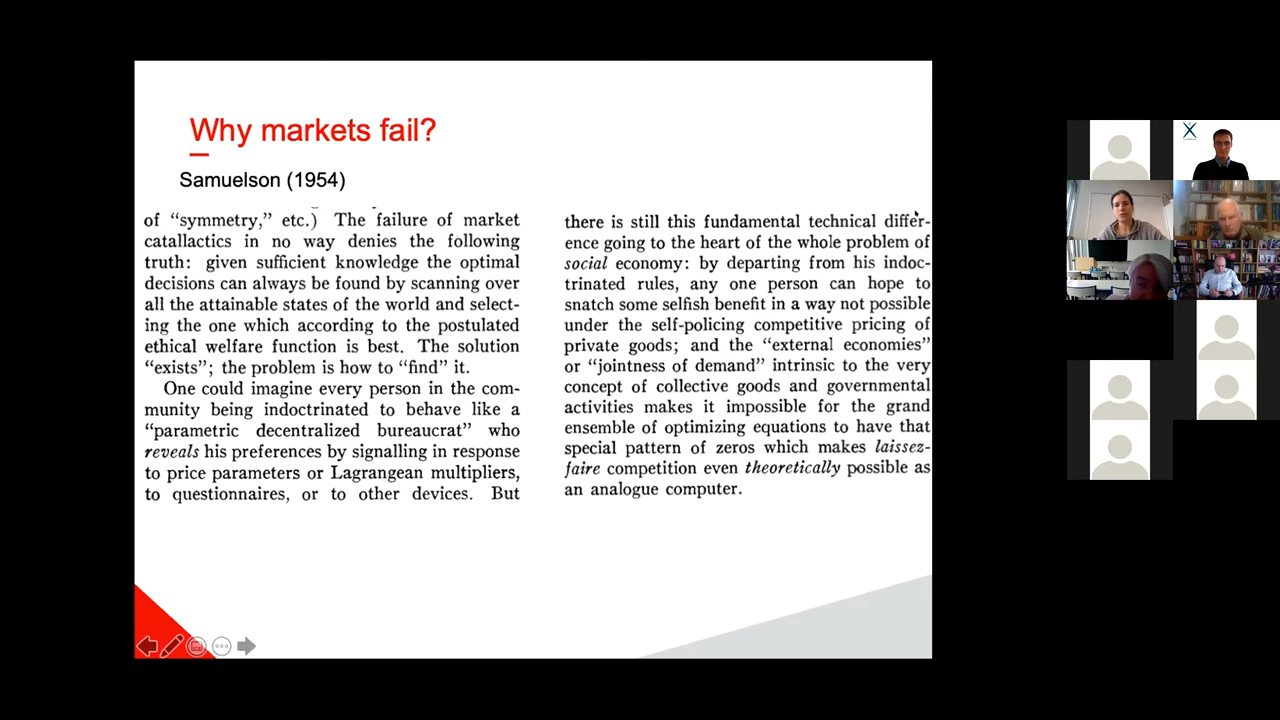 Why markets fail?
Samuelson (1954)
of “symmetry,” etc.) The failure of market
catallactics in no way denies the following
truth: given sufficient knowledge the optimal
decisions can always be found by scanning over
all the attainable states of the world and select-
ing the one which according to the postulated
ethical welfare function is best. The solution
“exists”; the problem is how to “find” it.
One could imagine every person in the com-
munity being indoctrinated to behave like a
“parametric decentralized bureaucrat” who
reveals his preferences by signalling in response
to price parameters or Lagrangean multipliers,
to questionnaires, or to other devices. But
there is still this fundamental technical differ-
ence going to the heart of the whole problem of
social economy: by departing from his indoc-
trinated rules, any one person can hope to
snatch some selfish benefit in a way not possible
under the self-policing competitive pricing of
private goods; and the “external economies”
or “jointness of demand” intrinsic to the very
concept of collective goods and governmental
activities makes it impossible for the grand
ensemble of optimizing equations to have that
special pattern of zeros which makes laissez-
faire competition even theoretically possible as
an analogue computer.